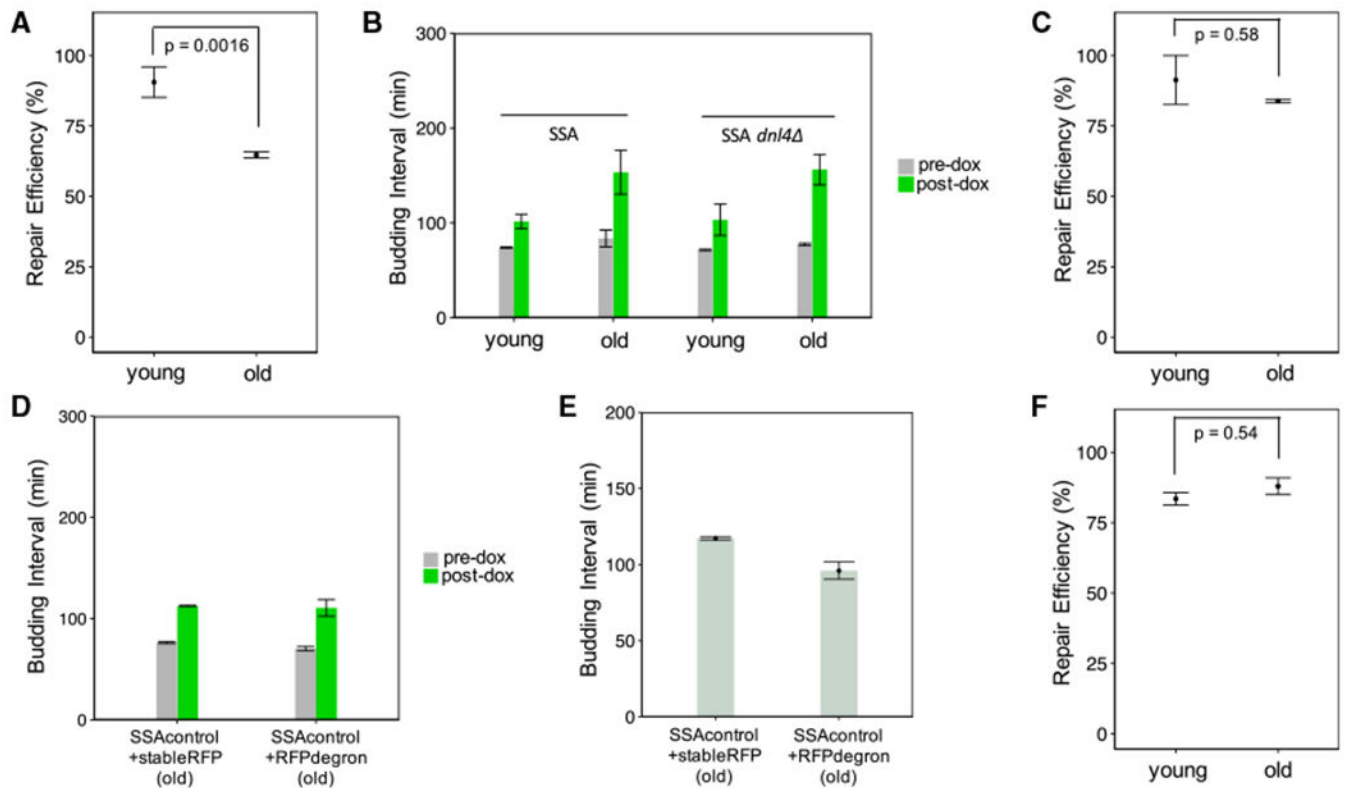 A
Repair Efficiency (%)
100
75
50
25
0
p = 0.0016
young old
B
Budding Interval (min)
300
200
100
0
SSA
SSA dnl4Δ
young old young old
pre-dox
post-dox
C
Repair Efficiency (%)
100
75
50
25
0
p = 0.58
young old
D
Budding Interval (min)
300
200
100
0
SSAcontrol
+stableRFP
(old)
SSAcontrol
+RFPdegron
(old)
pre-dox
post-dox
E
Budding Interval (min)
200
150
100
50
0
SSAcontrol
+stableRFP
(old)
SSAcontrol
+RFPdegron
(old)
F
Repair Efficiency (%)
100
75
50
25
0
p = 0.54
young old